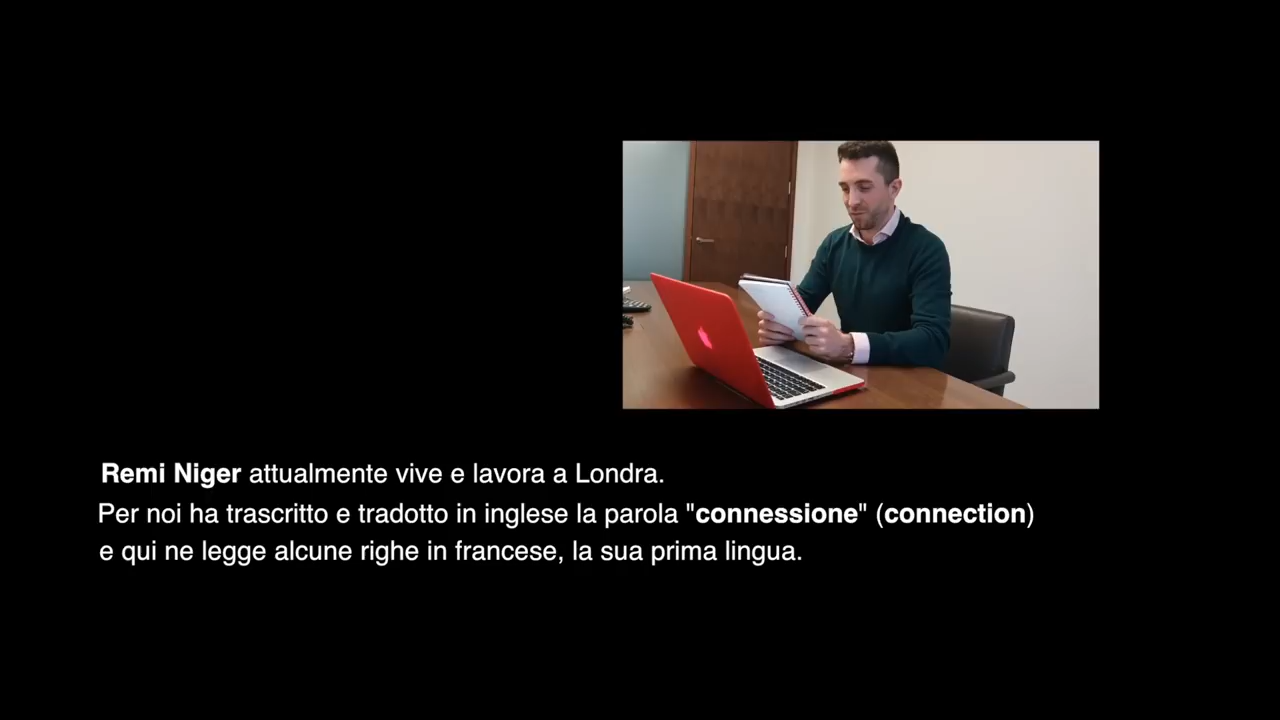 Remi Niger attualmente vive e lavora a Londra.
Per noi ha trascritto e tradotto in inglese la parola "connessione" (connection)
e qui ne legge alcune righe in francese, la sua prima lingua.